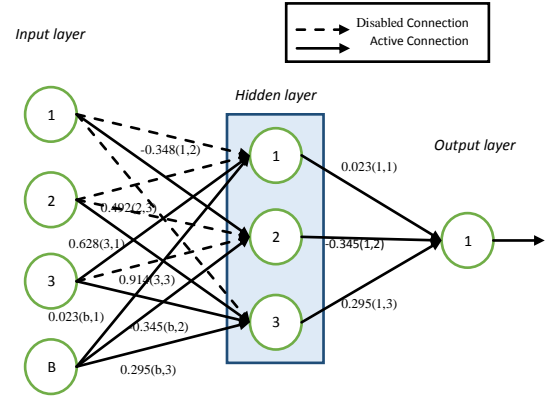 Disabled Connection
Active Connection
Input layer
Hidden layer
Output layer
1
2
3
B
1
2
3
1
-0.348(1,2)
0.492(2,3)
0.628(3,1)
0.914(3,3)
0.023(b,1)
-0.345(b,2)
0.295(b,3)
0.023(1,1)
-0.345(1,2)
0.295(1,3)